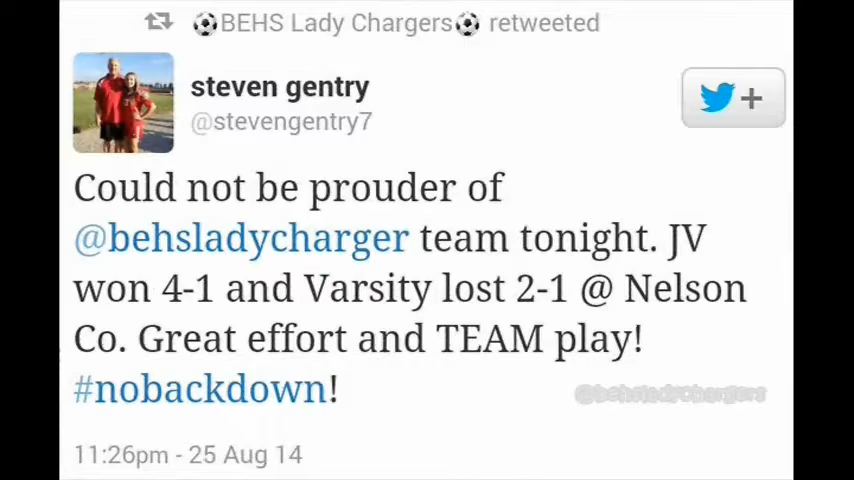 BEHS Lady Chargers retweeted
steven gentry
@stevengentry7
Could not be prouder of
@behsladycharger team tonight. JV
won 4-1 and Varsity lost 2-1 @ Nelson
Co. Great effort and TEAM play!
#nobackdown!
@behsladychargers
11:26pm - 25 Aug 14